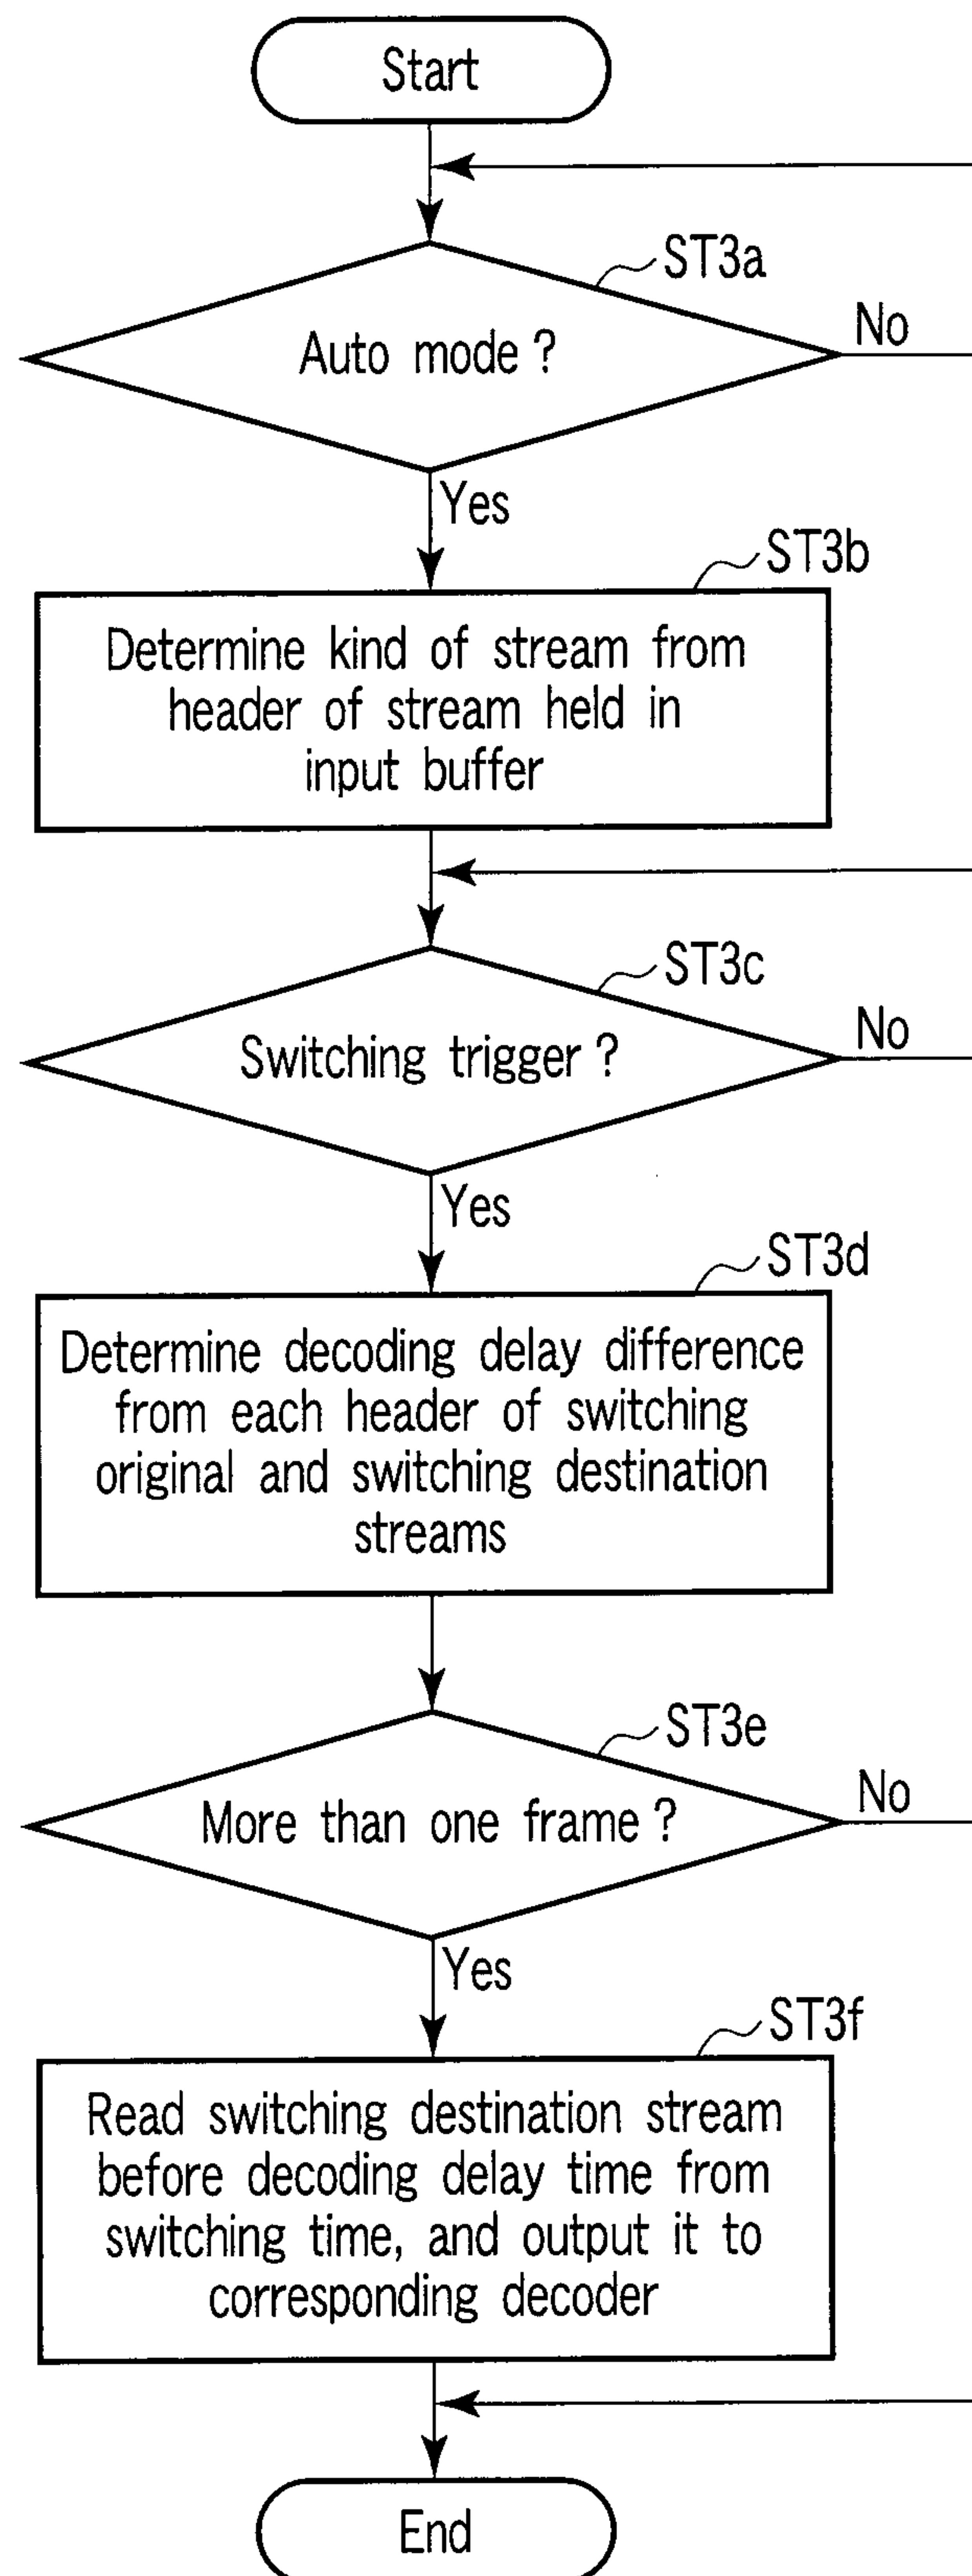 Start
ST3a
Auto mode ?
No
Yes
ST3b
Determine kind of stream from
header of stream held in
input buffer
ST3c
Switching trigger ?
No
Yes
ST3d
Determine decoding delay difference
from each header of switching
original and switching destination
streams
ST3e
More than one frame ?
No
Yes
ST3f
Read switching destination stream
before decoding delay time from
switching time, and output it to
corresponding decoder
End